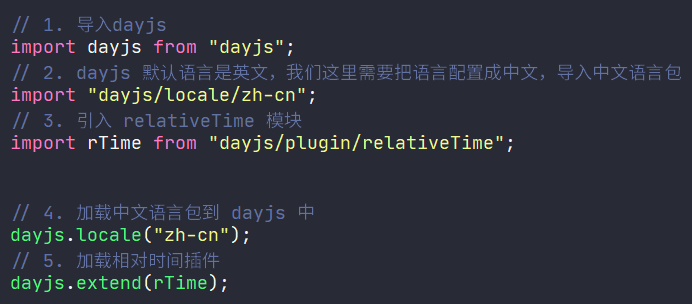 // 1. 导入dayjs
import dayjs from "dayjs";
// 2. dayjs 默认语言是英文，我们这里需要把语言配置成中文，导入中文语言包
import "dayjs/locale/zh-cn";
// 3. 引入 relativeTime 模块
import rTime from "dayjs/plugin/relativeTime";
// 4. 加载中文语言包到 dayjs 中
dayjs.locale("zh-cn");
// 5. 加载相对时间插件
dayjs.extend(rTime);